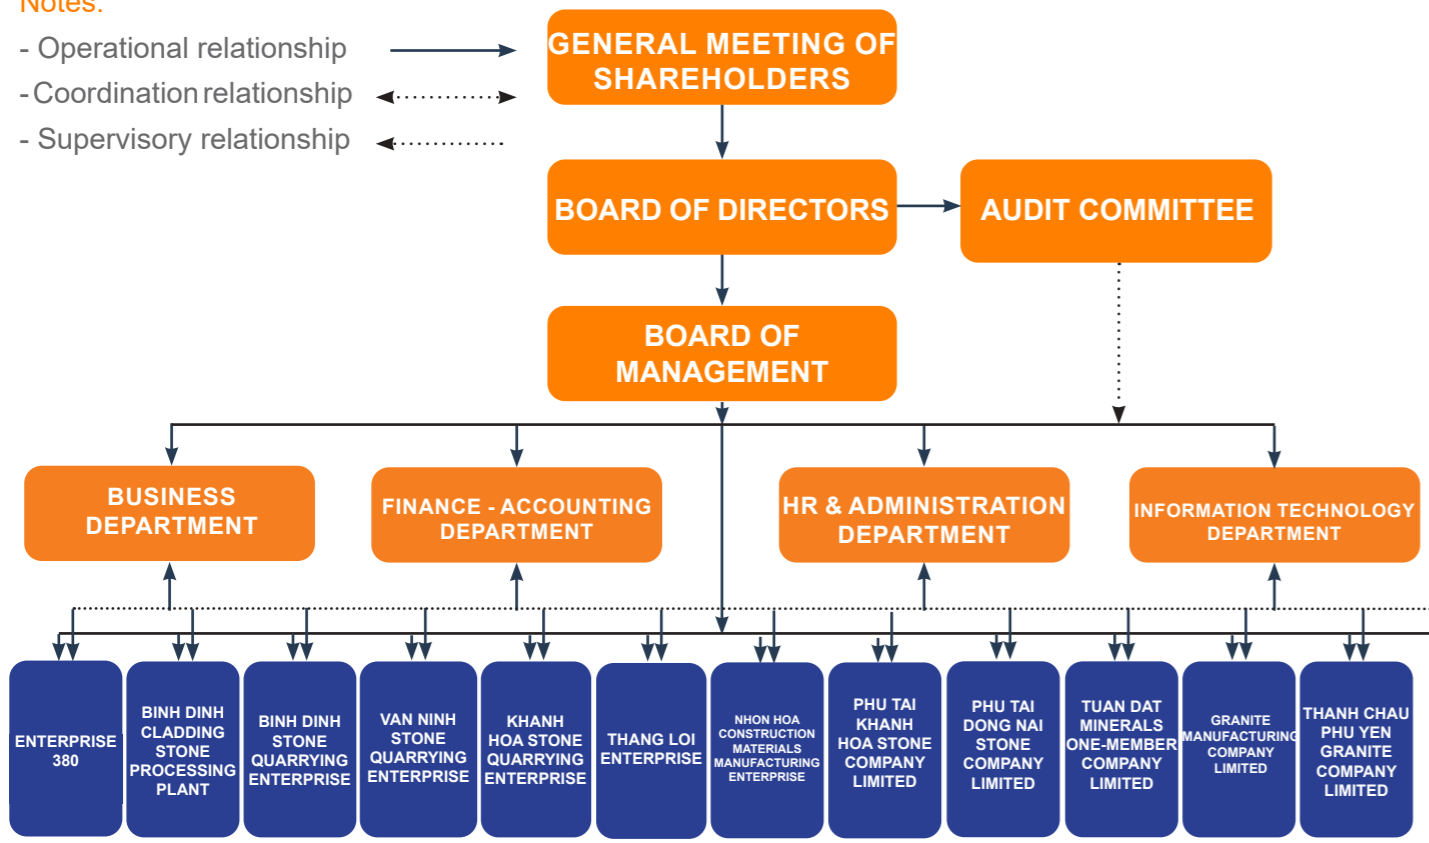 Notes:
- Operational relationship
- Coordination relationship
- Supervisory relationship
GENERAL MEETING OF
SHAREHOLDERS
BOARD OF DIRECTORS
AUDIT COMMITTEE
BOARD OF
MANAGEMENT
BUSINESS
DEPARTMENT
FINANCE - ACCOUNTING
DEPARTMENT
HR & ADMINISTRATION
DEPARTMENT
INFORMATION TECHNOLOGY
DEPARTMENT
ENTERPRISE
380
BINH DINH
CLADDING
STONE
PROCESSING
PLANT
BINH DINH
STONE
QUARRYING
ENTERPRISE
VAN NINH
STONE
QUARRYING
ENTERPRISE
KHANH
HOA STONE
QUARRYING
ENTERPRISE
THANG LOI
ENTERPRISE
NHON HOA
CONSTRUCTION
MATERIALS
MANUFACTURING
ENTERPRISE
PHU TAI
KHANH
HOA STONE
COMPANY
LIMITED
PHU TAI
DONG NAI
STONE
COMPANY
LIMITED
TUAN DAT
MINERALS
ONE-MEMBER
COMPANY
LIMITED
GRANITE
MANUFACTURING
COMPANY
LIMITED
THANH CHAU
PHU YEN
GRANITE
COMPANY
LIMITED